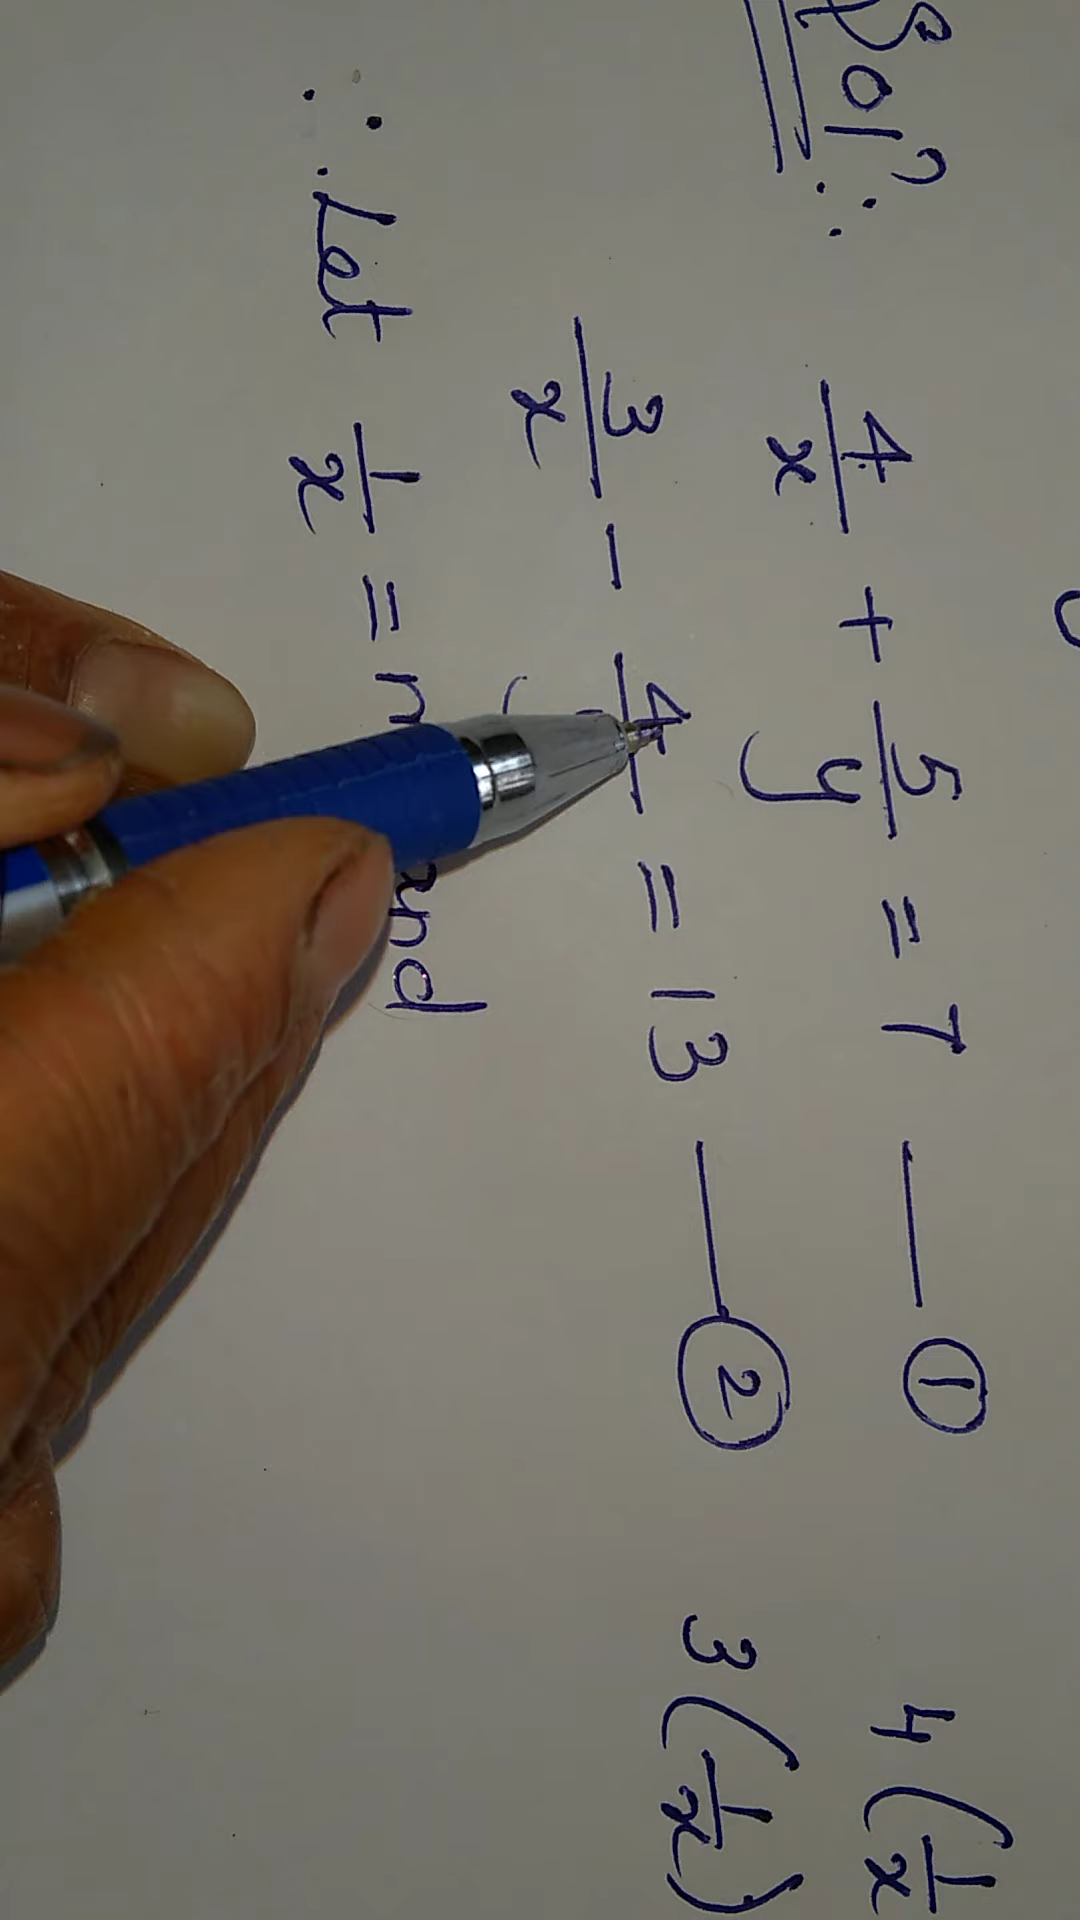 Sol?:
4/x + 5/y = 7 — ① 4(1/x
3/x - 4/ = 13 — ② 3(1/x)
∴ Let 1/x = and